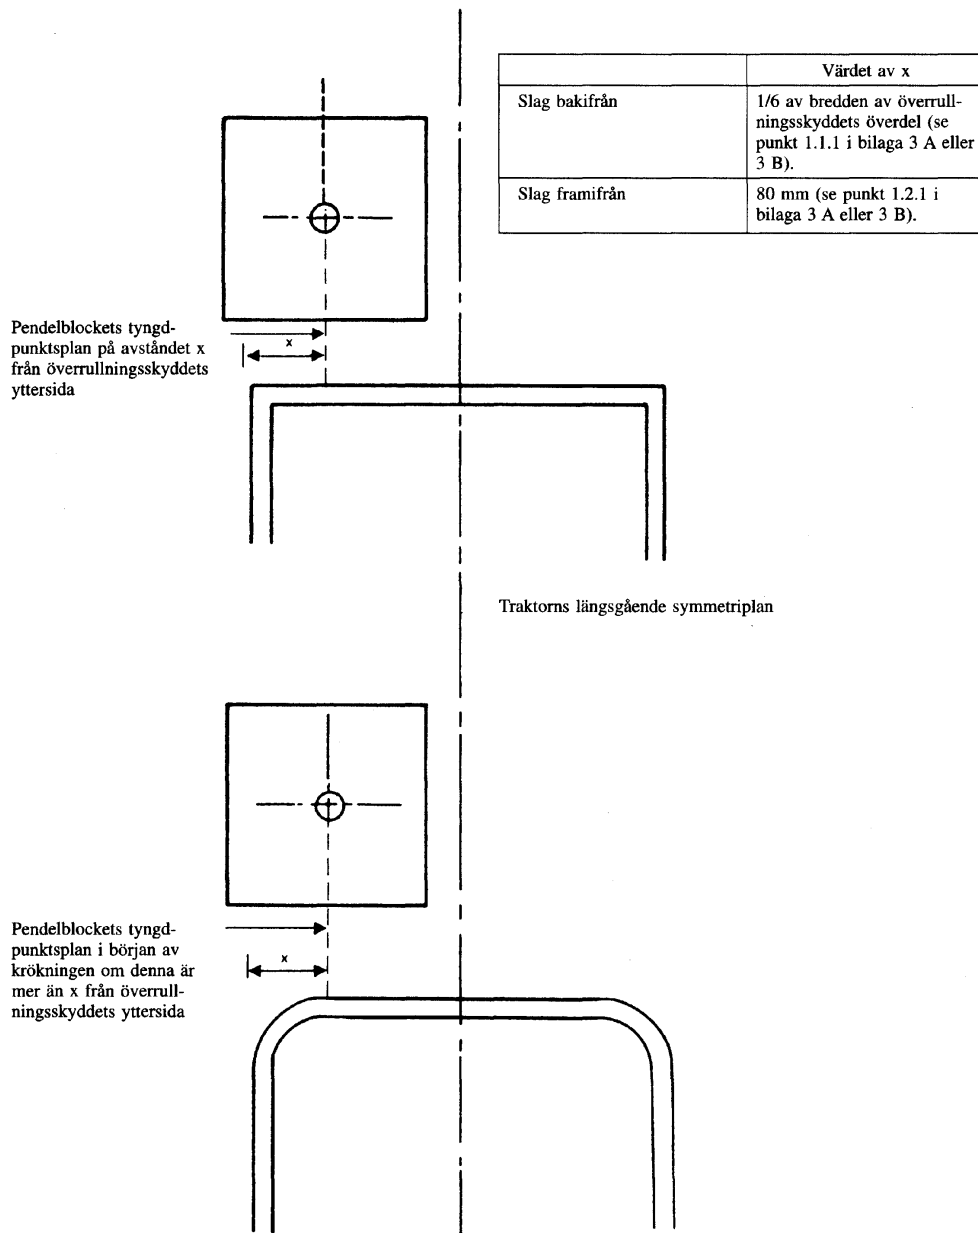 Värdet av x
Slag bakifrån
1/6 av bredden av överrull-
ningsskyddets överdel (se
punkt 1.1.1 i bilaga 3 A eller
3 B).
Slag framifrån
80 mm (se punkt 1.2.1 i
bilaga 3 A eller 3 B).
Pendelblockets tyngd-
punktsplan på avståndet x
från överrullningsskyddets
yttersida
x
Traktorns längsgående symmetriplan
Pendelblockets tyngd-
punktsplan i början av
krökningen om denna är
mer än x från överrull-
ningsskyddets yttersida
x